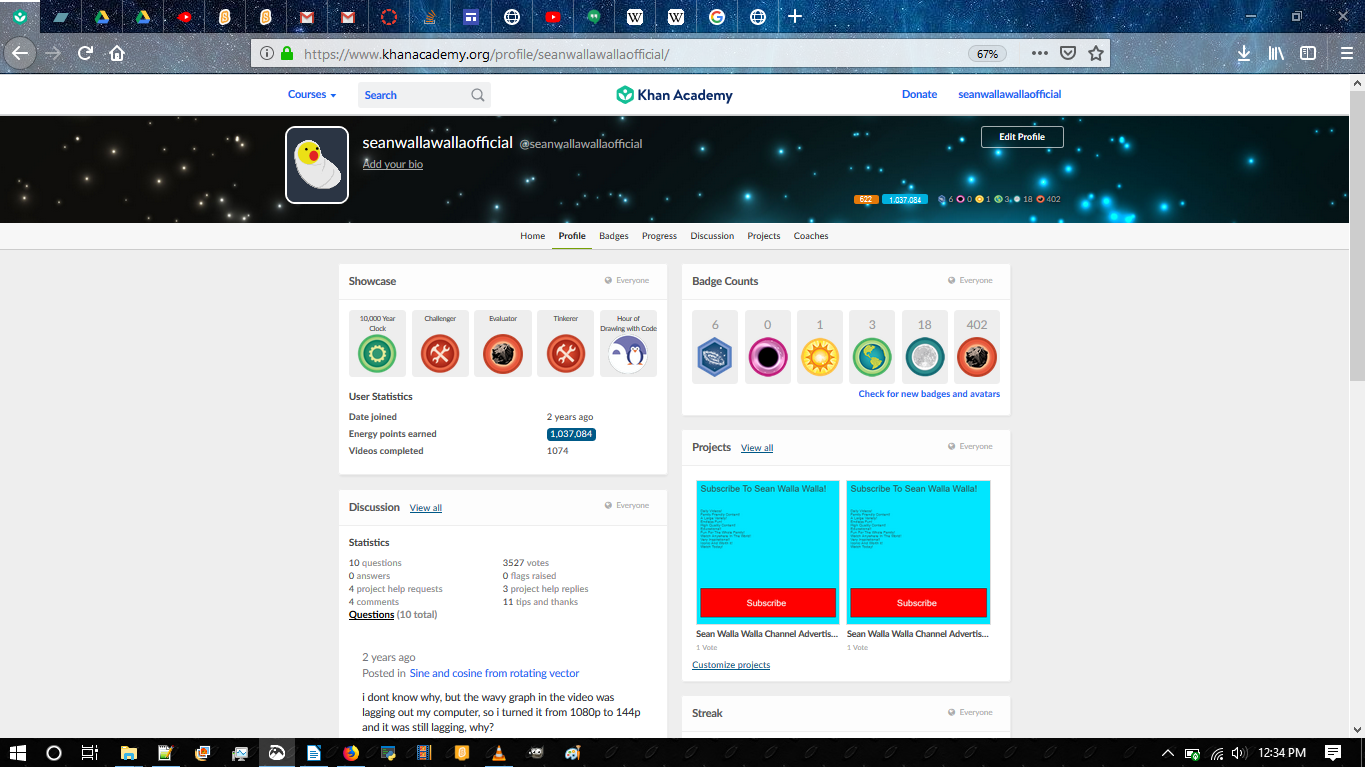 https://www.khanacademy.org/profile/seanwallawallaofficial/
67%
Courses
Search
Khan Academy
Donate
seanwallawallaofficial
seanwallawallaofficial @seanwallawallaofficial
Add your bio
Edit Profile
622 1,037,084 6 0 1 3 18 402
Home Profile Badges Progress Discussion Projects Coaches
Showcase
Everyone
10,000 Year
Clock
Challenger
Evaluator
Tinkerer
Hour of
Drawing with Code
User Statistics
Date joined 2 years ago
Energy points earned 1,037,084
Videos completed 1074
Badge Counts
Everyone
6 0 1 3 18 402
Check for new badges and avatars
Discussion View all
Everyone
Statistics
10 questions 3527 votes
0 answers 0 flags raised
4 project help requests 3 project help replies
4 comments 11 tips and thanks
Questions (10 total)
2 years ago
Posted in Sine and cosine from rotating vector
i dont know why, but the wavy graph in the video was
lagging out my computer, so i turned it from 1080p to 144p
and it was still lagging, why?
Projects View all
Everyone
Subscribe To Sean Walla Walla!
Subscribe
Sean Walla Walla Channel Advertis...
1 Vote
Subscribe To Sean Walla Walla!
Subscribe
Sean Walla Walla Channel Advertis...
1 Vote
Customize projects
Streak
Everyone
12:34 PM